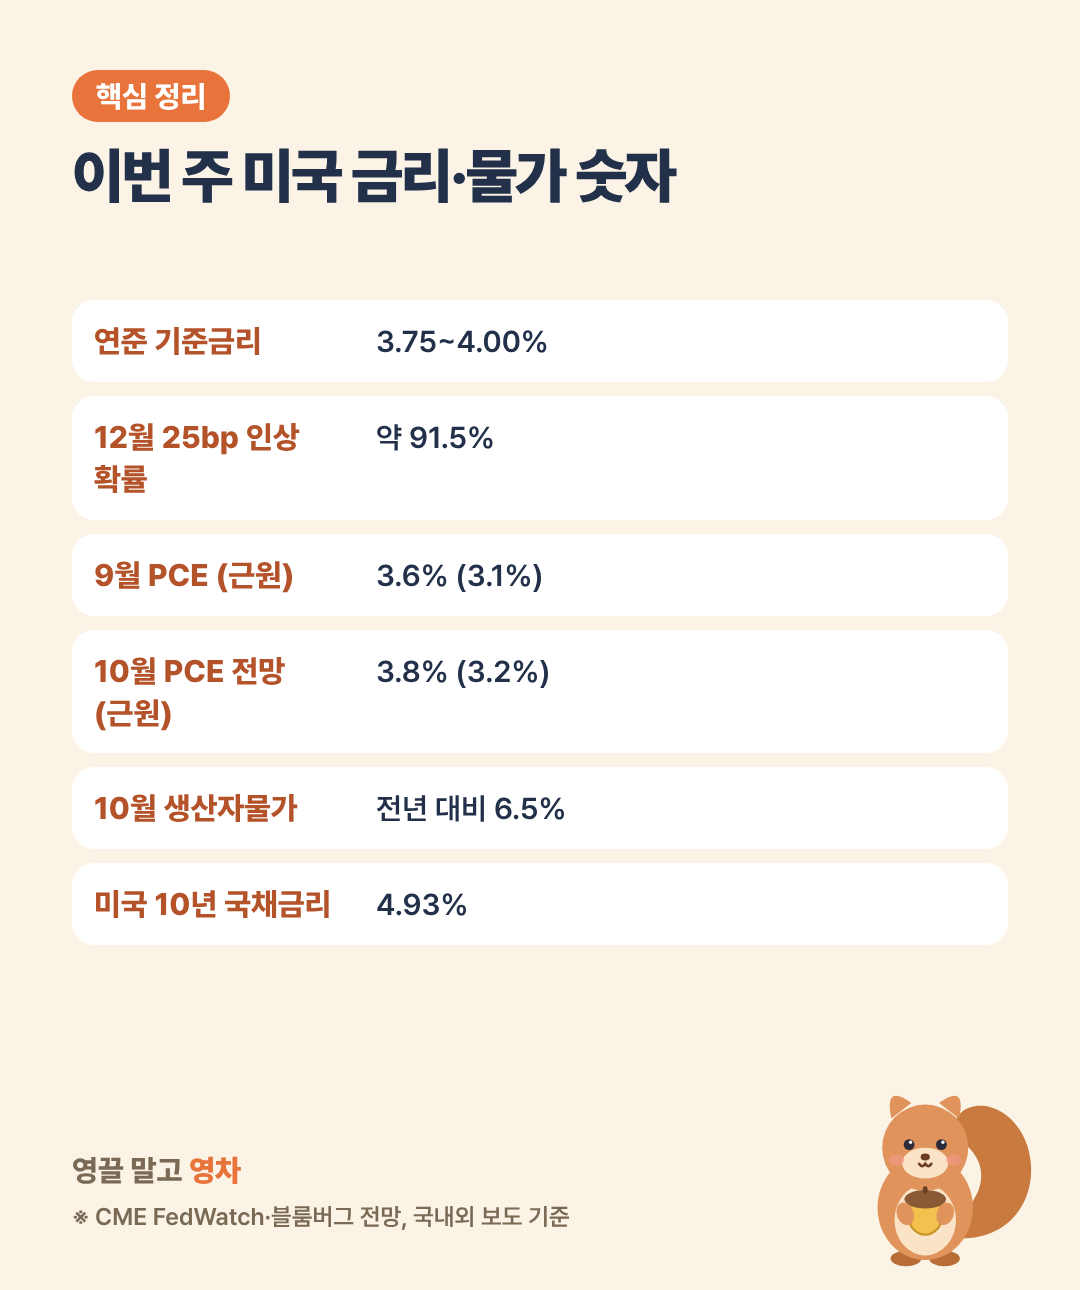 핵심 정리
이번 주 미국 금리·물가 숫자
연준 기준금리 3.75~4.00%
12월 25bp 인상 약 91.5%
확률
9월 PCE (근원) 3.6% (3.1%)
10월 PCE 전망 3.8% (3.2%)
(근원)
10월 생산자물가 전년 대비 6.5%
미국 10년 국채금리 4.93%
영끌 말고 영차
※ CME FedWatch·블룸버그 전망, 국내외 보도 기준